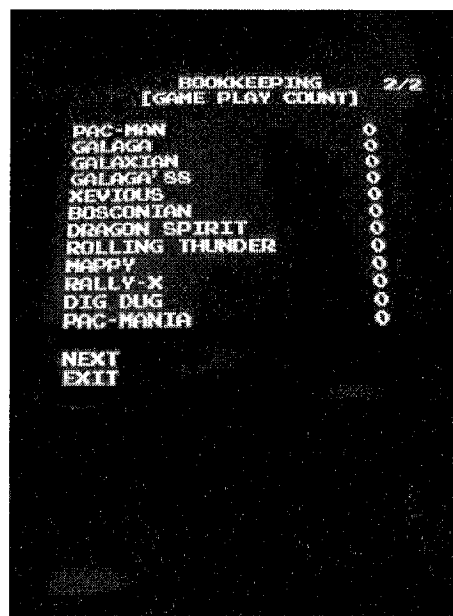 BOOKKEEPING 2/2
[GAME PLAY COUNT]
PAC-MAN 0
GALAGA 0
GALAXIAN 0
GALAGA'88 0
XEVIOUS 0
BOSCONIAN 0
DRAGON SPIRIT 0
ROLLING THUNDER 0
MAPPY 0
RALLY-X 0
DIG DUG 0
PAC-MANIA 0
NEXT
EXIT